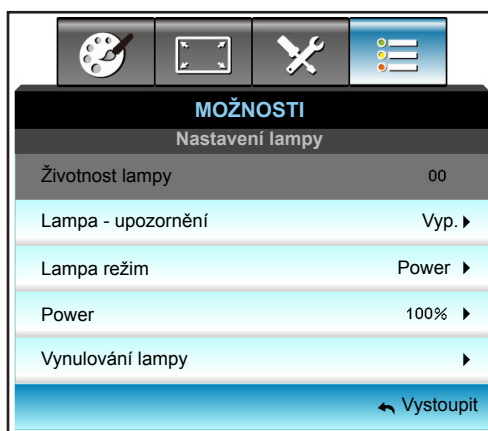 MOŽNOSTI
Nastavení lampy
Životnost lampy 00
Lampa - upozornění Vyp.
Lampa režim Power
Power 100%
Vynulování lampy
Vystoupit